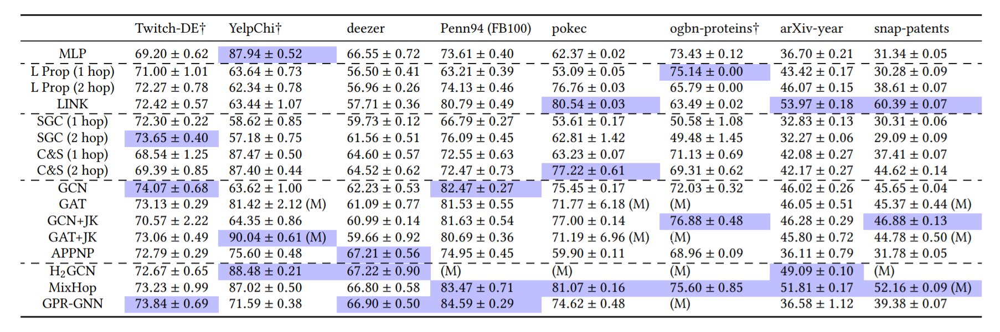 Twitch-DE† YelpChi† deezer Penn94 (FB100) pokec ogbn-proteins† arXiv-year snap-patents
MLP 69.20 ± 0.62 87.94 ± 0.52 66.55 ± 0.72 73.61 ± 0.40 62.37 ± 0.02 73.43 ± 0.12 36.70 ± 0.21 31.34 ± 0.05
L Prop (1 hop) 71.00 ± 1.01 63.64 ± 0.73 56.50 ± 0.41 63.21 ± 0.39 53.09 ± 0.05 75.14 ± 0.00 43.42 ± 0.17 30.28 ± 0.09
L Prop (2 hop) 72.27 ± 0.78 62.34 ± 0.78 56.96 ± 0.26 74.13 ± 0.46 76.76 ± 0.03 65.79 ± 0.00 46.07 ± 0.15 38.61 ± 0.07
LINK 72.42 ± 0.57 63.44 ± 1.07 57.71 ± 0.36 80.79 ± 0.49 80.54 ± 0.03 63.49 ± 0.02 53.97 ± 0.18 60.39 ± 0.07
SGC (1 hop) 72.30 ± 0.22 58.62 ± 0.85 59.73 ± 0.12 66.79 ± 0.27 53.61 ± 0.17 50.58 ± 1.08 32.83 ± 0.13 30.31 ± 0.06
SGC (2 hop) 73.65 ± 0.40 57.18 ± 0.75 61.56 ± 0.51 76.09 ± 0.45 62.81 ± 1.42 49.48 ± 1.45 32.27 ± 0.06 29.09 ± 0.09
C&S (1 hop) 68.54 ± 1.25 87.47 ± 0.50 64.60 ± 0.57 72.55 ± 0.63 63.23 ± 0.07 71.13 ± 0.69 42.08 ± 0.27 37.41 ± 0.07
C&S (2 hop) 69.39 ± 0.85 87.40 ± 0.44 64.52 ± 0.62 72.47 ± 0.73 77.22 ± 0.61 69.31 ± 0.62 42.17 ± 0.27 44.62 ± 0.14
GCN 74.07 ± 0.68 63.62 ± 1.00 62.23 ± 0.53 82.47 ± 0.27 75.45 ± 0.17 72.03 ± 0.32 46.02 ± 0.26 45.65 ± 0.04
GAT 73.13 ± 0.29 81.42 ± 2.12 (M) 61.09 ± 0.77 81.53 ± 0.55 71.77 ± 6.18 (M) (M) 46.05 ± 0.51 45.37 ± 0.44 (M)
GCN+JK 70.57 ± 2.22 64.35 ± 0.86 60.99 ± 0.14 81.63 ± 0.54 77.00 ± 0.14 76.88 ± 0.48 46.28 ± 0.29 46.88 ± 0.13
GAT+JK 73.06 ± 0.49 90.04 ± 0.61 (M) 59.66 ± 0.92 80.69 ± 0.36 71.19 ± 6.96 (M) (M) 45.80 ± 0.72 44.78 ± 0.50 (M)
APPNP 72.79 ± 0.29 75.60 ± 0.48 67.21 ± 0.56 74.95 ± 0.45 59.90 ± 0.11 68.96 ± 0.09 36.11 ± 0.79 31.78 ± 0.05
H₂GCN 72.67 ± 0.65 88.48 ± 0.21 67.22 ± 0.90 (M) (M) (M) 49.09 ± 0.10 (M)
MixHop 73.23 ± 0.99 87.02 ± 0.50 66.80 ± 0.58 83.47 ± 0.71 81.07 ± 0.16 75.60 ± 0.85 51.81 ± 0.17 52.16 ± 0.09 (M)
GPR-GNN 73.84 ± 0.69 71.59 ± 0.38 66.90 ± 0.50 84.59 ± 0.29 74.62 ± 0.48 (M) 36.58 ± 1.12 39.38 ± 0.07